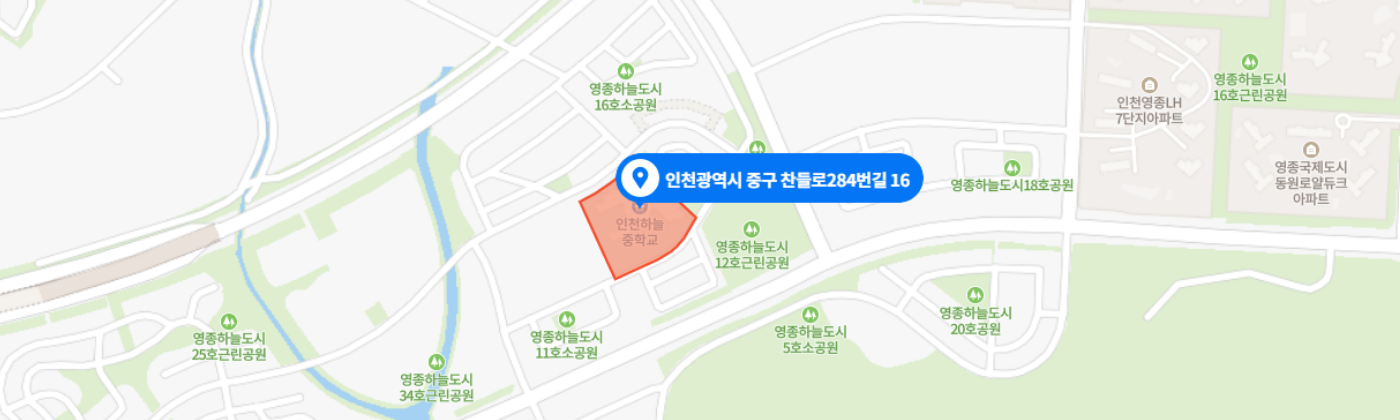 영종하늘도시
16호소공원
인천영종LH
7단지아파트
영종하늘도시
16호근린공원
인천광역시 중구 찬들로284번길 16
영종국제도시
동원로얄듀크
아파트
영종하늘도시18호공원
인천하늘
중학교
영종하늘도시
12호근린공원
영종하늘도시
20호공원
영종하늘도시
25호근린공원
영종하늘도시
11호소공원
영종하늘도시
5호소공원
영종하늘도시
34호근린공원